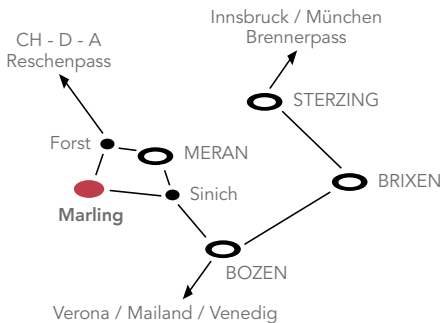 Innsbruck / München
Brennerpass
CH - D - A
Reschenpass
STERZING
Forst
MERAN
BRIXEN
Sinich
Marling
BOZEN
Verona / Mailand / Venedig